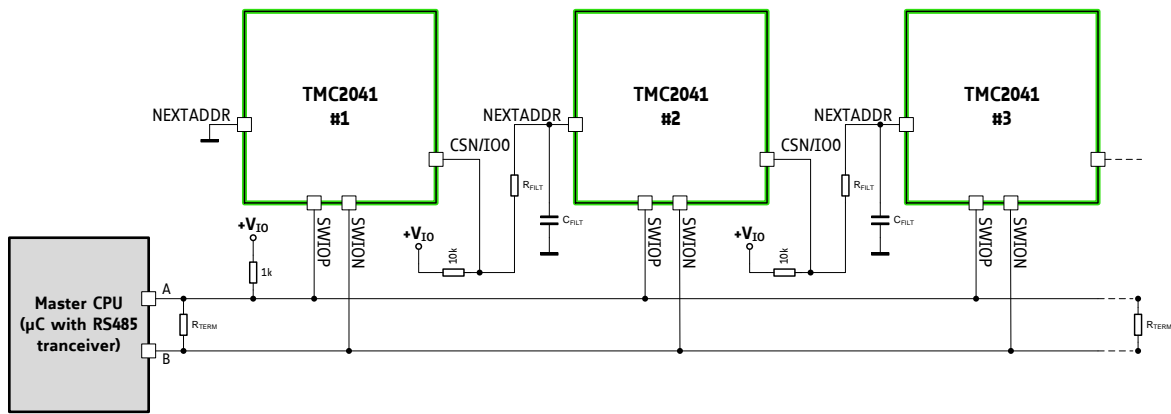 TMC2041
#1
TMC2041
#2
TMC2041
#3
NEXTADDR
NEXTADDR
NEXTADDR
CSN/IO0
CSN/IO0
RFILT
CFILT
RFILT
CFILT
SWIOP
SWION
SWIOP
SWION
SWIOP
SWION
+VIO
1k
+VIO
10k
+VIO
10k
Master CPU
(µC with RS485
tranceiver)
A
B
RTERM
RTERM